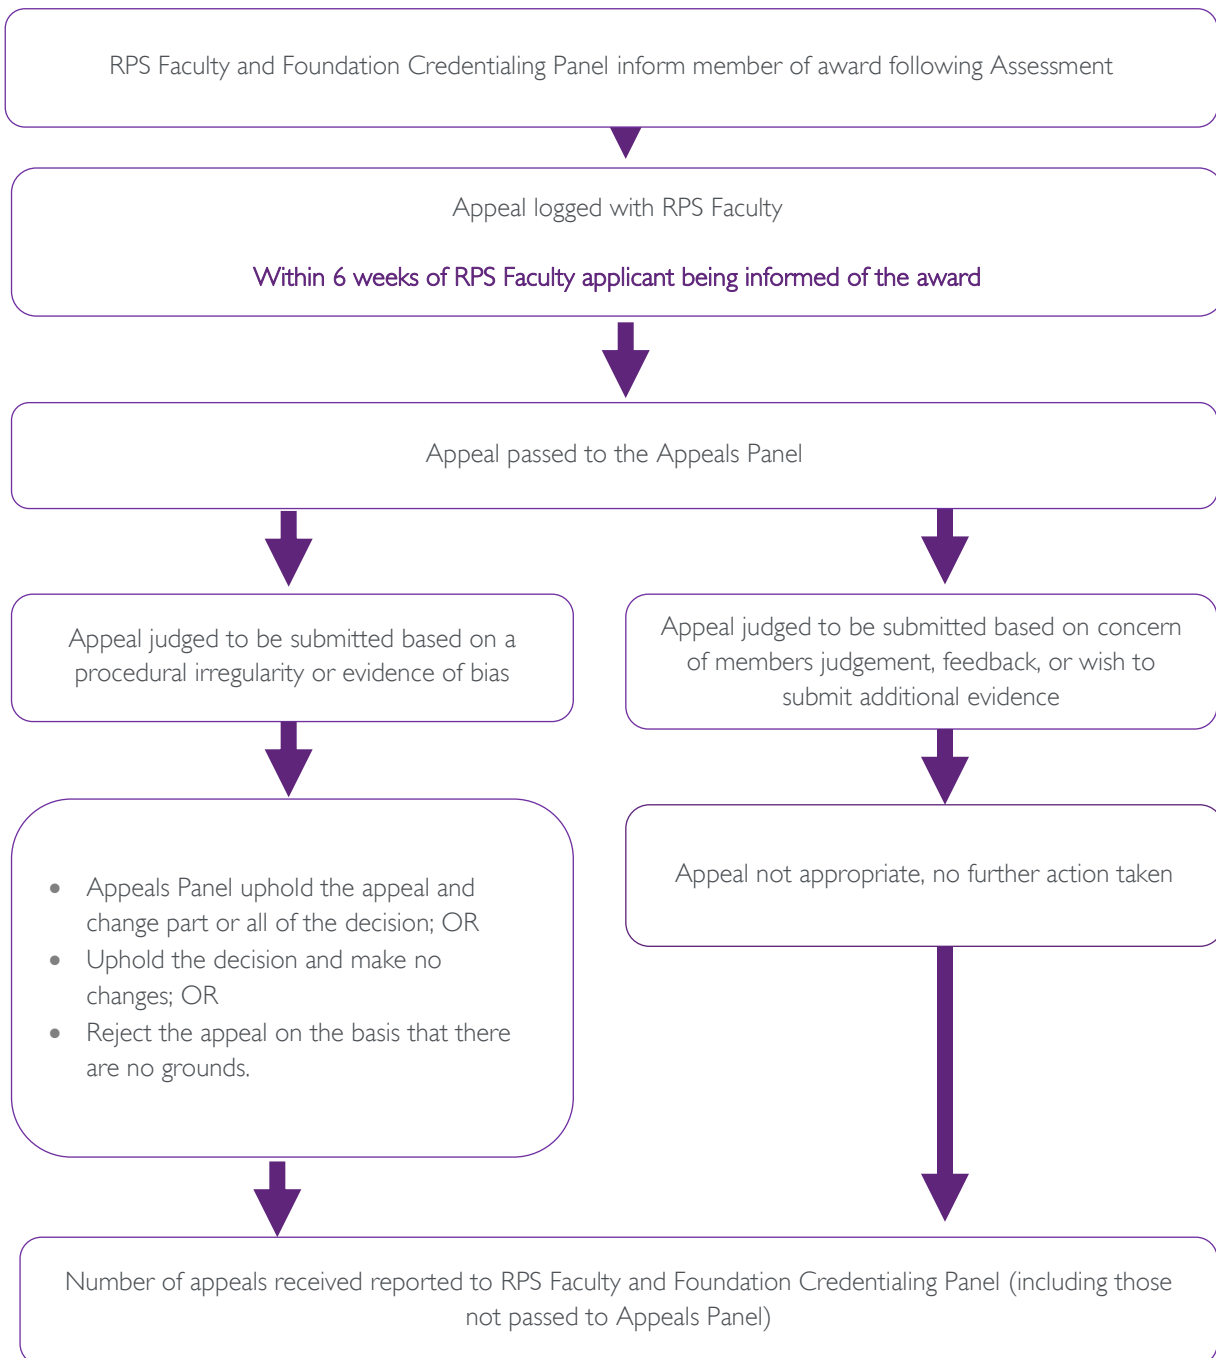 RPS Faculty and Foundation Credentialing Panel inform member of award following Assessment
Appeal logged with RPS Faculty
Within 6 weeks of RPS Faculty applicant being informed of the award
Appeal passed to the Appeals Panel
Appeal judged to be submitted based on a
procedural irregularity or evidence of bias
Appeal judged to be submitted based on concern
of members judgement, feedback, or wish to
submit additional evidence
• Appeals Panel uphold the appeal and
change part or all of the decision; OR
• Uphold the decision and make no
changes; OR
• Reject the appeal on the basis that there
are no grounds.
Appeal not appropriate, no further action taken
Number of appeals received reported to RPS Faculty and Foundation Credentialing Panel (including those
not passed to Appeals Panel)